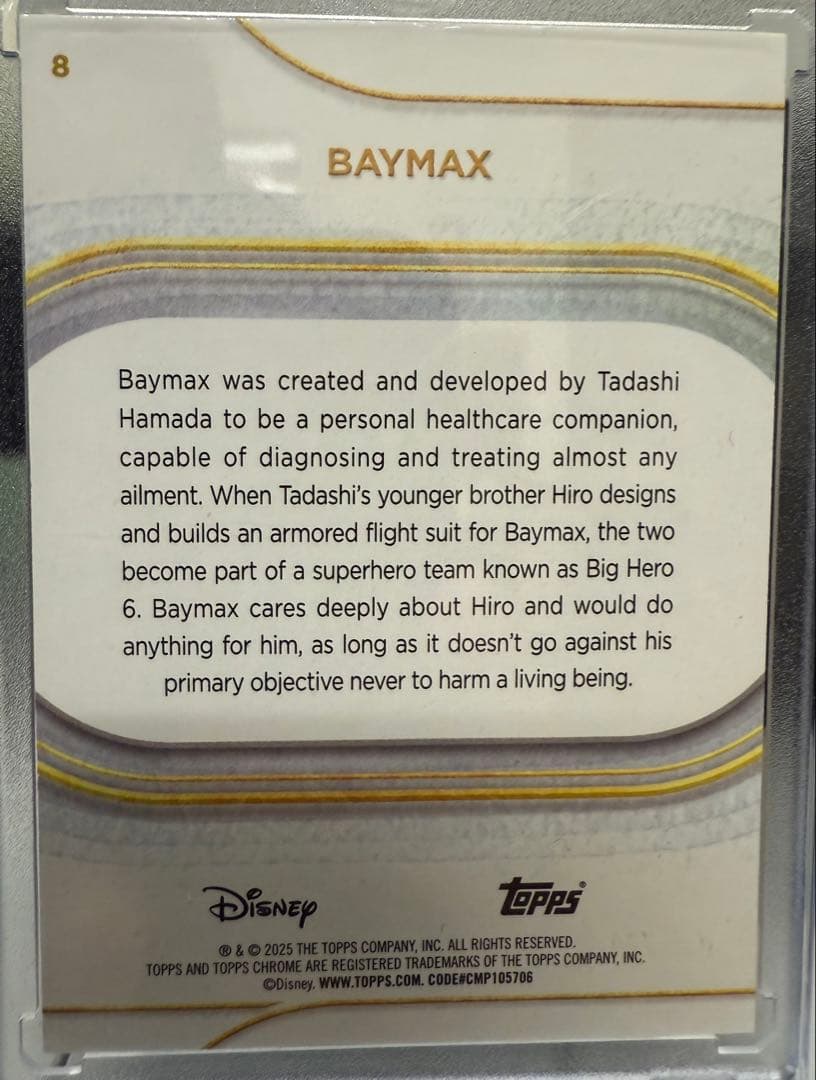 8
BAYMAX
Baymax was created and developed by Tadashi
Hamada to be a personal healthcare companion,
capable of diagnosing and treating almost any
ailment. When Tadashi's younger brother Hiro designs
and builds an armored flight suit for Baymax, the two
become part of a superhero team known as Big Hero
6. Baymax cares deeply about Hiro and would do
anything for him, as long as it doesn't go against his
primary objective never to harm a living being.
Disney Topps®
® & © 2025 THE TOPPS COMPANY, INC. ALL RIGHTS RESERVED.
TOPPS AND TOPPS CHROME ARE REGISTERED TRADEMARKS OF THE TOPPS COMPANY, INC.
©Disney. WWW.TOPPS.COM. CODE#CMP105706